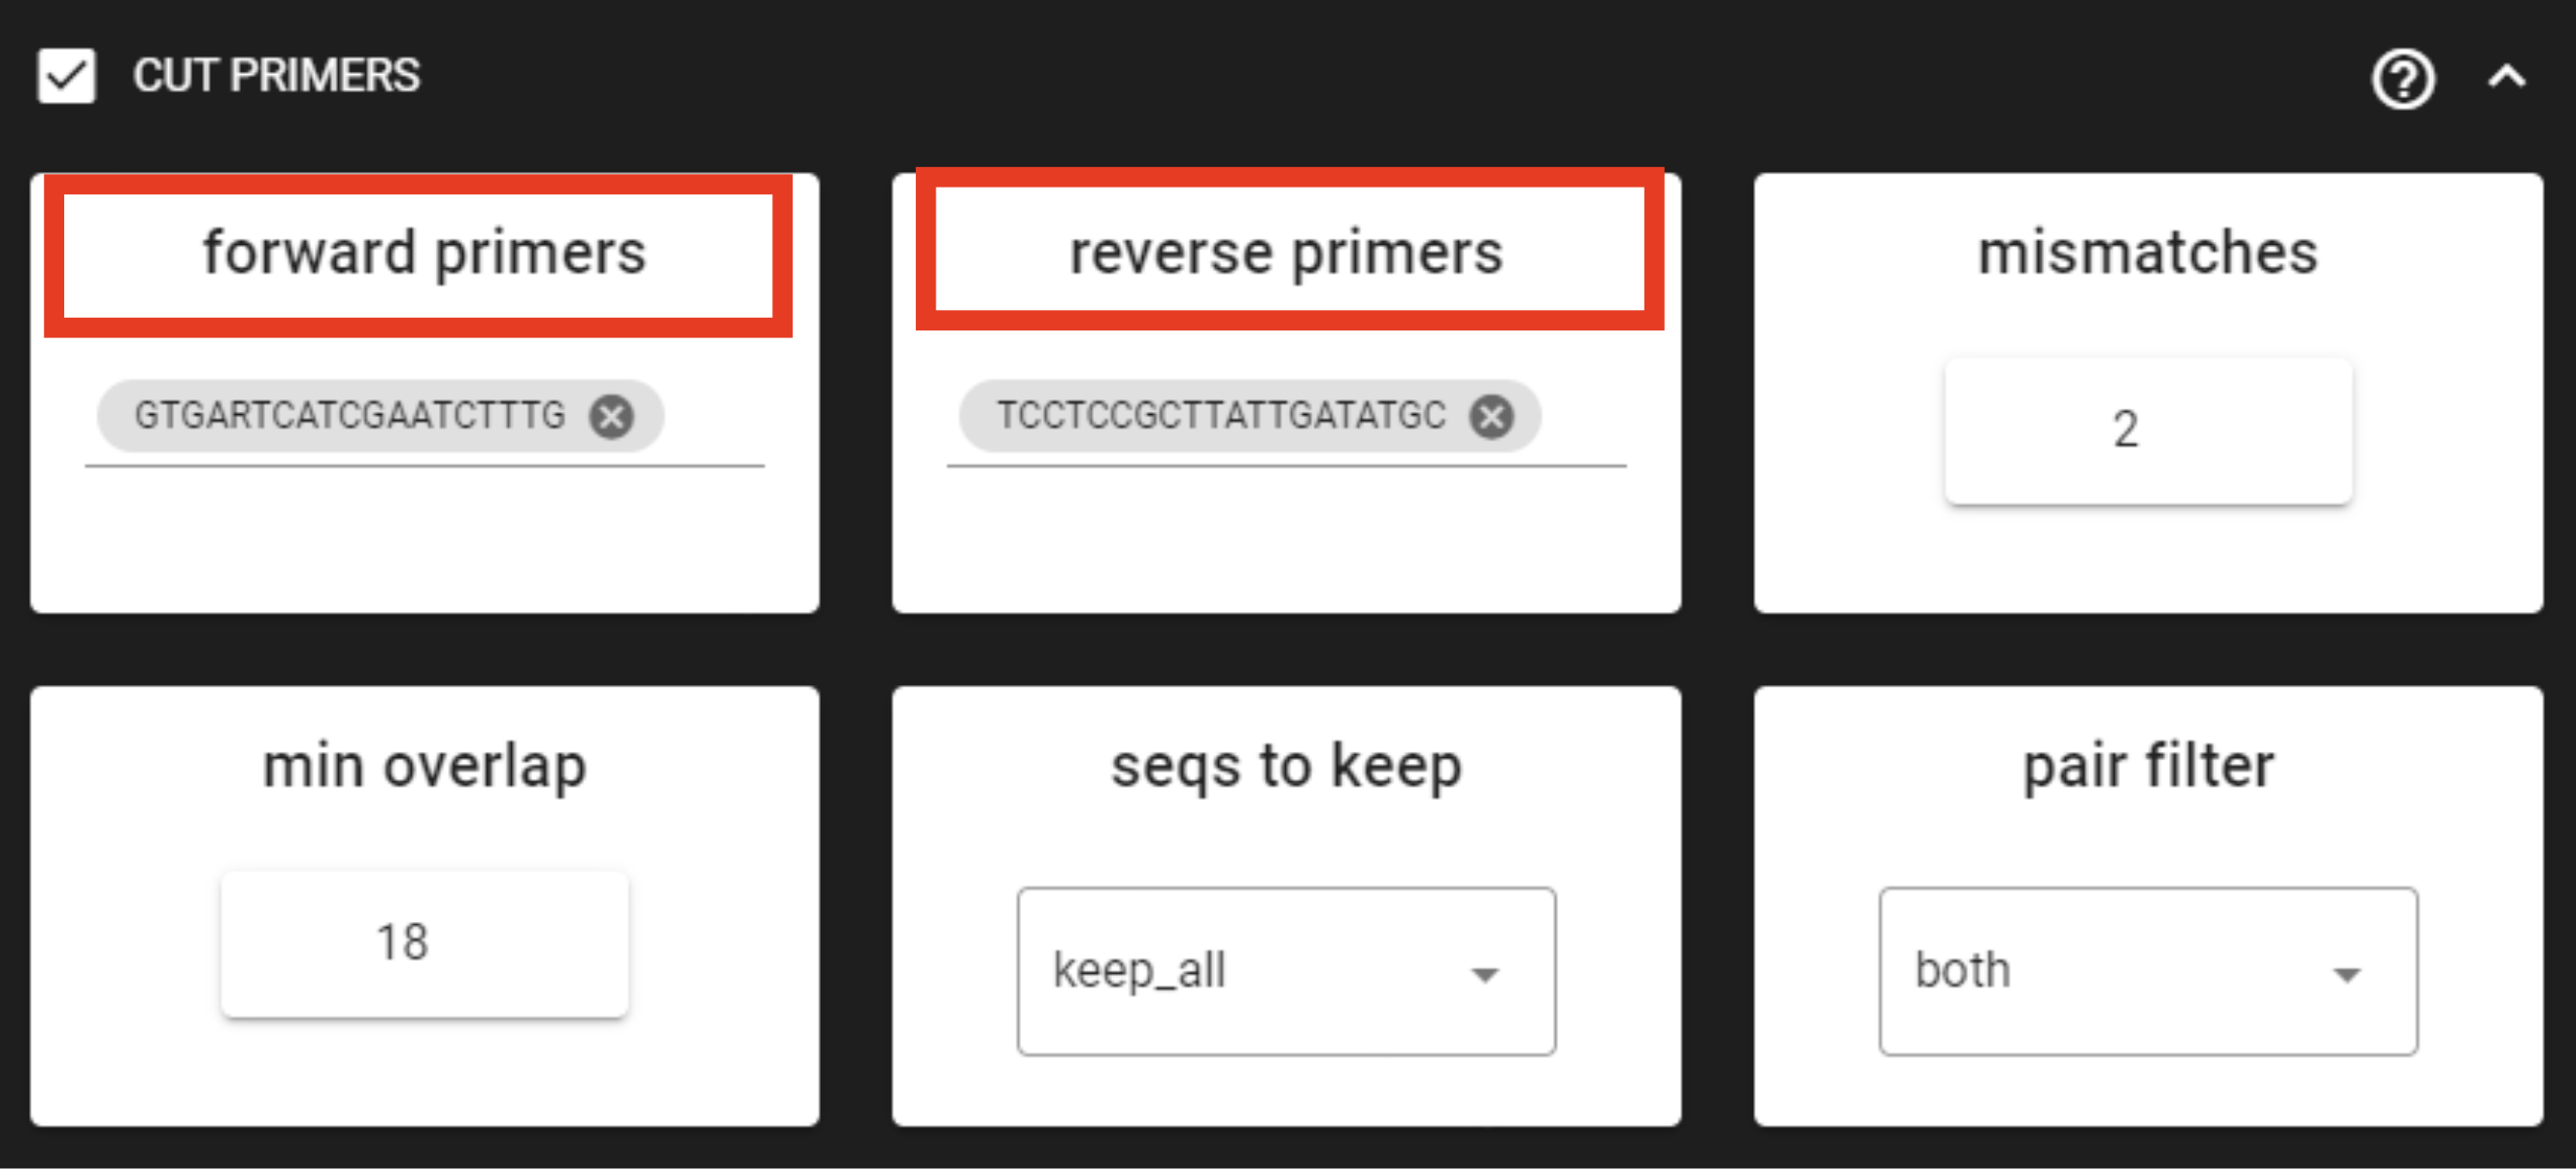 CUT PRIMERS
forward primers
reverse primers
mismatches
GTGARTCATCGAATCTTTG
TCCTCCGCTTATTGATATGC
2
min overlap
seqs to keep
pair filter
18
keep_all
both